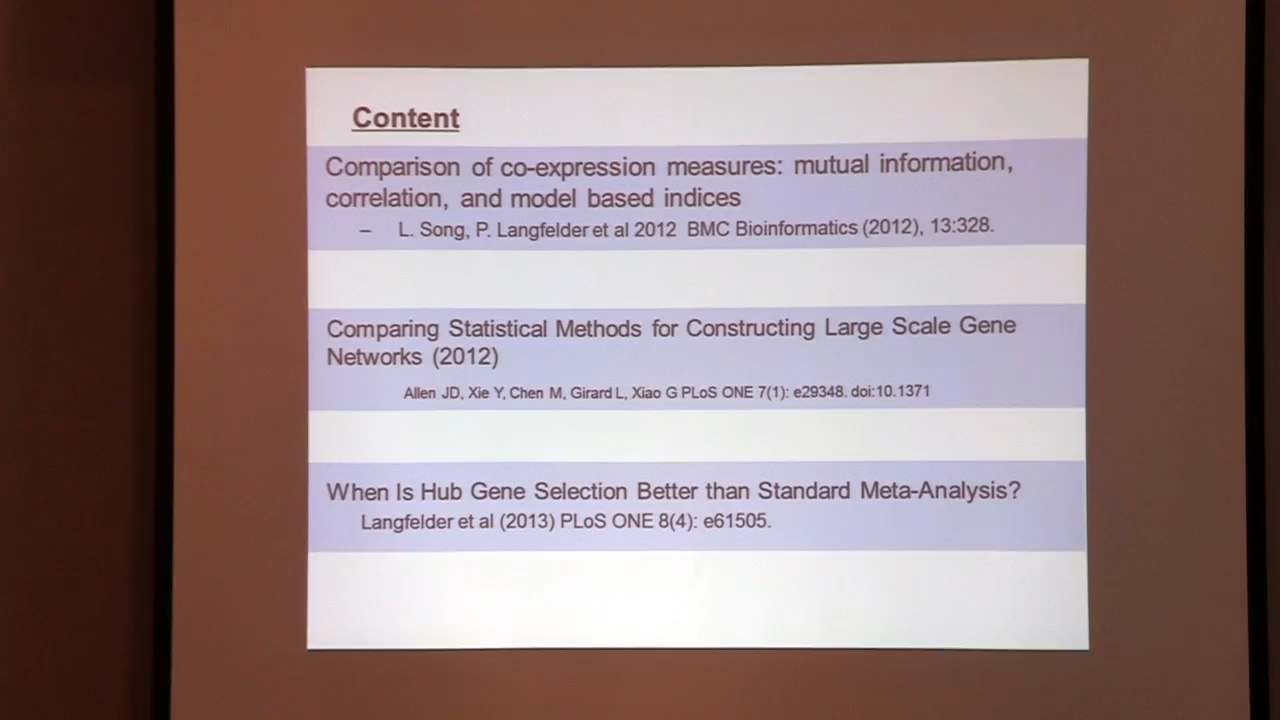 Content
Comparison of co-expression measures: mutual information,
correlation, and model based indices
– L. Song, P. Langfelder et al 2012 BMC Bioinformatics (2012), 13:328.
Comparing Statistical Methods for Constructing Large Scale Gene
Networks (2012)
Allen JD, Xie Y, Chen M, Girard L, Xiao G PLoS ONE 7(1): e29348. doi:10.1371
When Is Hub Gene Selection Better than Standard Meta-Analysis?
Langfelder et al (2013) PLoS ONE 8(4): e61505.